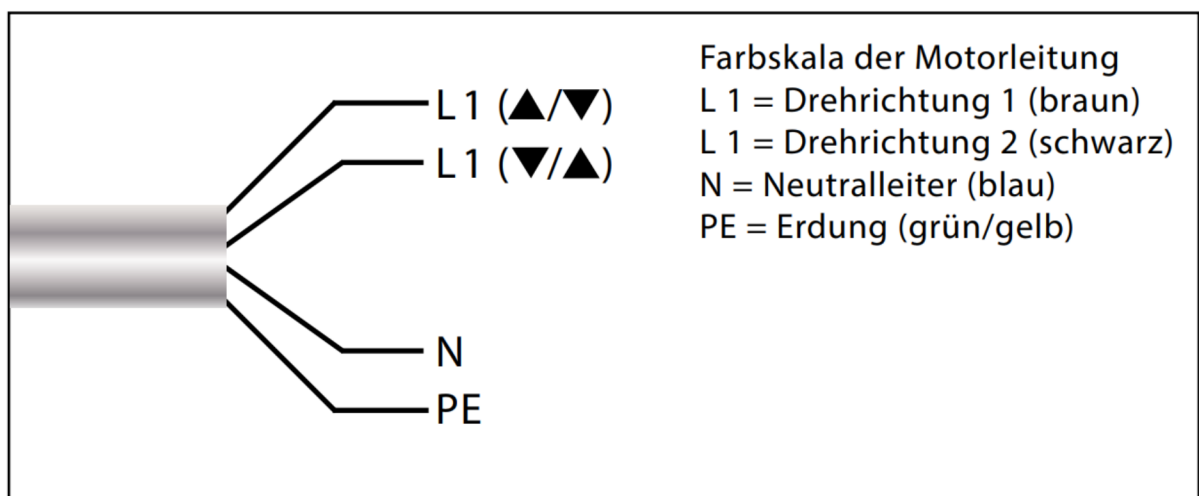 L 1 (▲/▼)
L 1 (▼/▲)
N
PE
Farbskala der Motorleitung
L 1 = Drehrichtung 1 (braun)
L 1 = Drehrichtung 2 (schwarz)
N = Neutralleiter (blau)
PE = Erdung (grün/gelb)